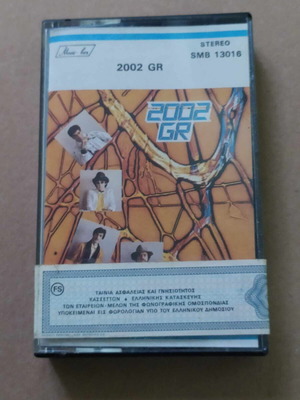 Music Box
STEREO
SMB 13016
2002 GR
2002
GR
FS
ΤΑΙΝΙΑ ΑΣΦΑΛΕΙΑΣ ΚΑΙ ΓΝΗΣΙΟΤΗΤΟΣ
ΚΑΣΕΤΤΩΝ ΕΛΛΗΝΙΚΗΣ ΚΑΤΑΣΚΕΥΗΣ
ΤΩΝ ΕΤΑΙΡΕΙΩΝ-ΜΕΛΩΝ ΤΗΣ ΦΩΝΟΓΡΑΦΙΚΗΣ ΟΜΟΣΠΟΝΔΙΑΣ
ΥΠΟΚΕΙΜΕΝΑΙ ΕΙΣ ΦΟΡΟΛΟΓΙΑΝ ΥΠΟ ΤΟΥ ΕΛΛΗΝΙΚΟΥ ΔΗΜΟΣΙΟΥ